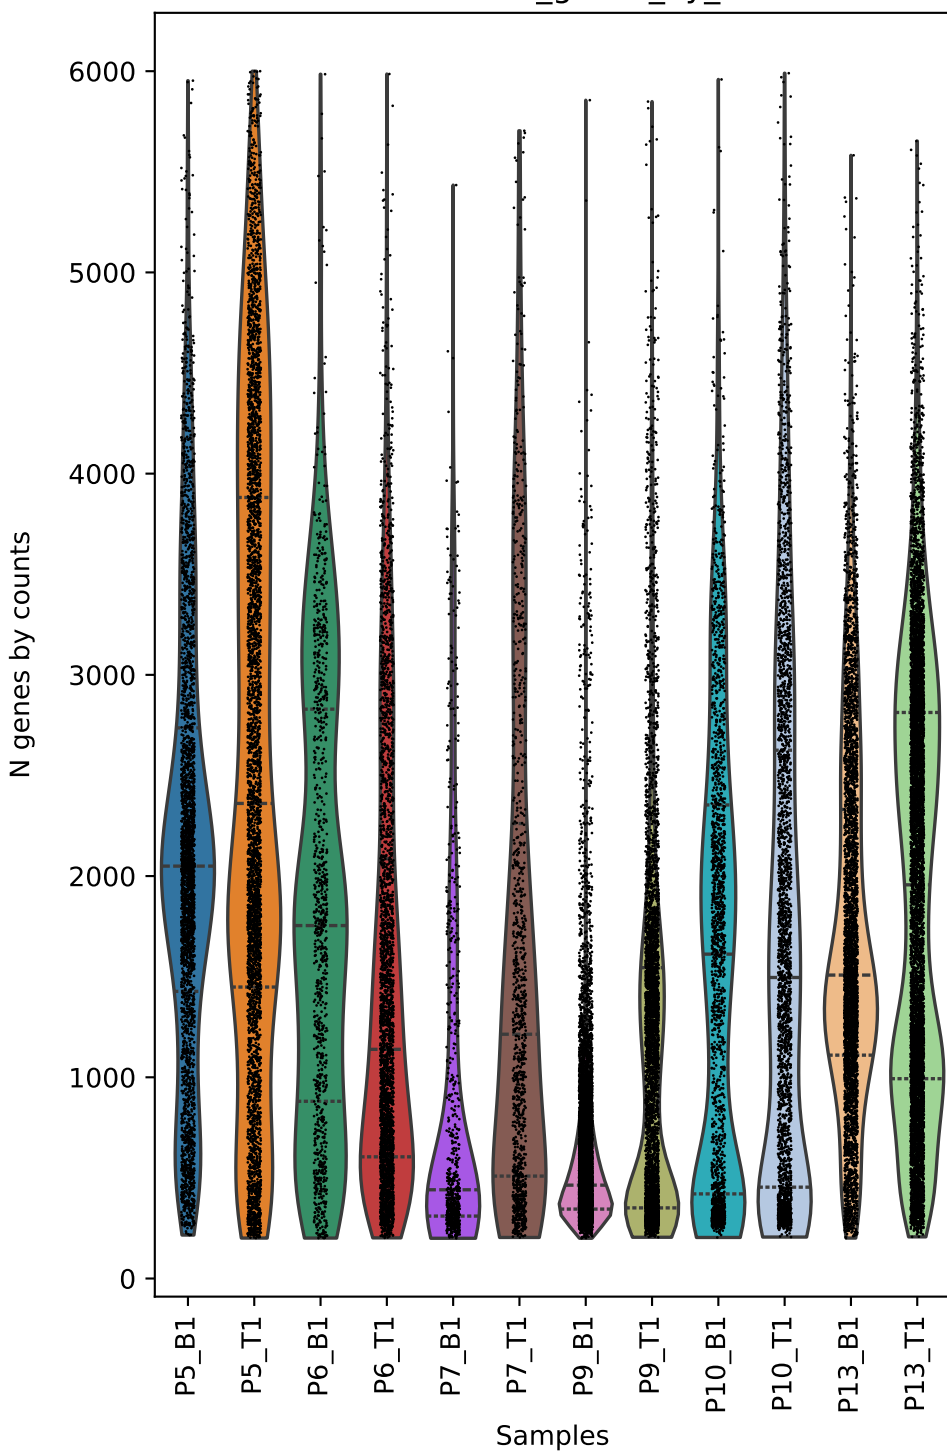 6000
5000
4000
3000
2000
1000
0
N genes by counts
P5_B1
P5_T1
P6_B1
P6_T1
P7_B1
P7_T1
P9_B1
P9_T1
P10_B1
P10_T1
P13_B1
P13_T1
Samples